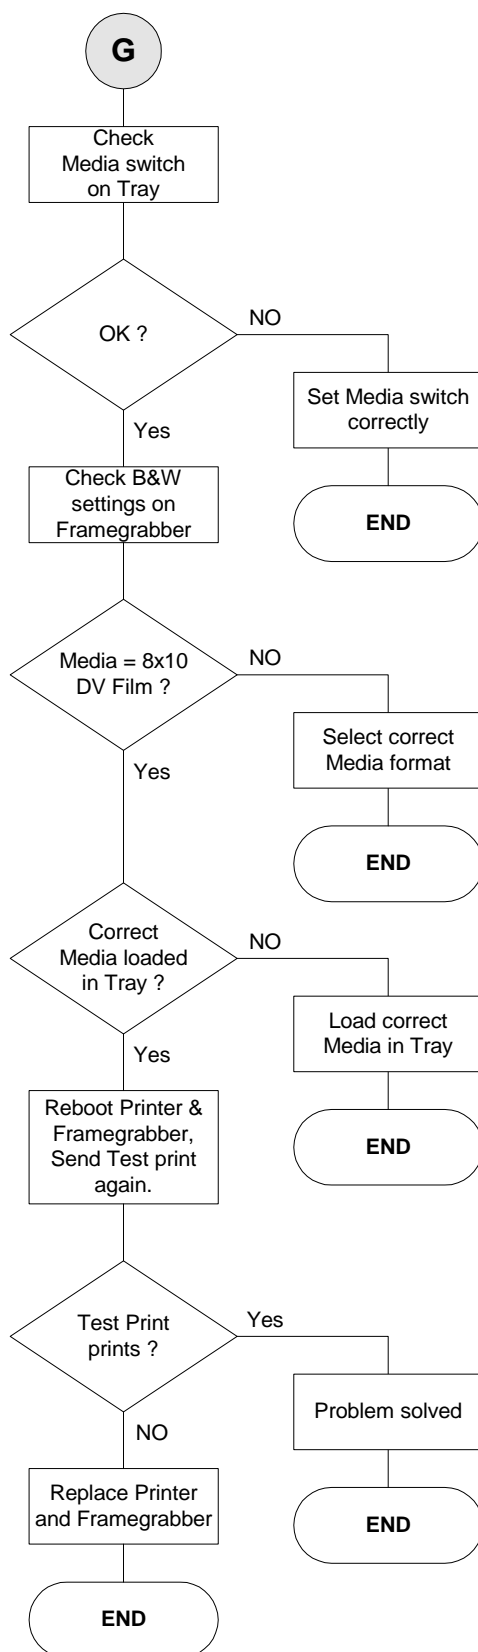 G
Check
Media switch
on Tray
OK ?
NO
Set Media switch
correctly
Yes
END
Check B&W
settings on
Framegrabber
Media = 8x10
DV Film ?
NO
Select correct
Media format
Yes
END
Correct
Media loaded
in Tray ?
NO
Load correct
Media in Tray
Yes
END
Reboot Printer &
Framegrabber,
Send Test print
again.
Test Print
prints ?
Yes
Problem solved
NO
END
Replace Printer
and Framegrabber
END